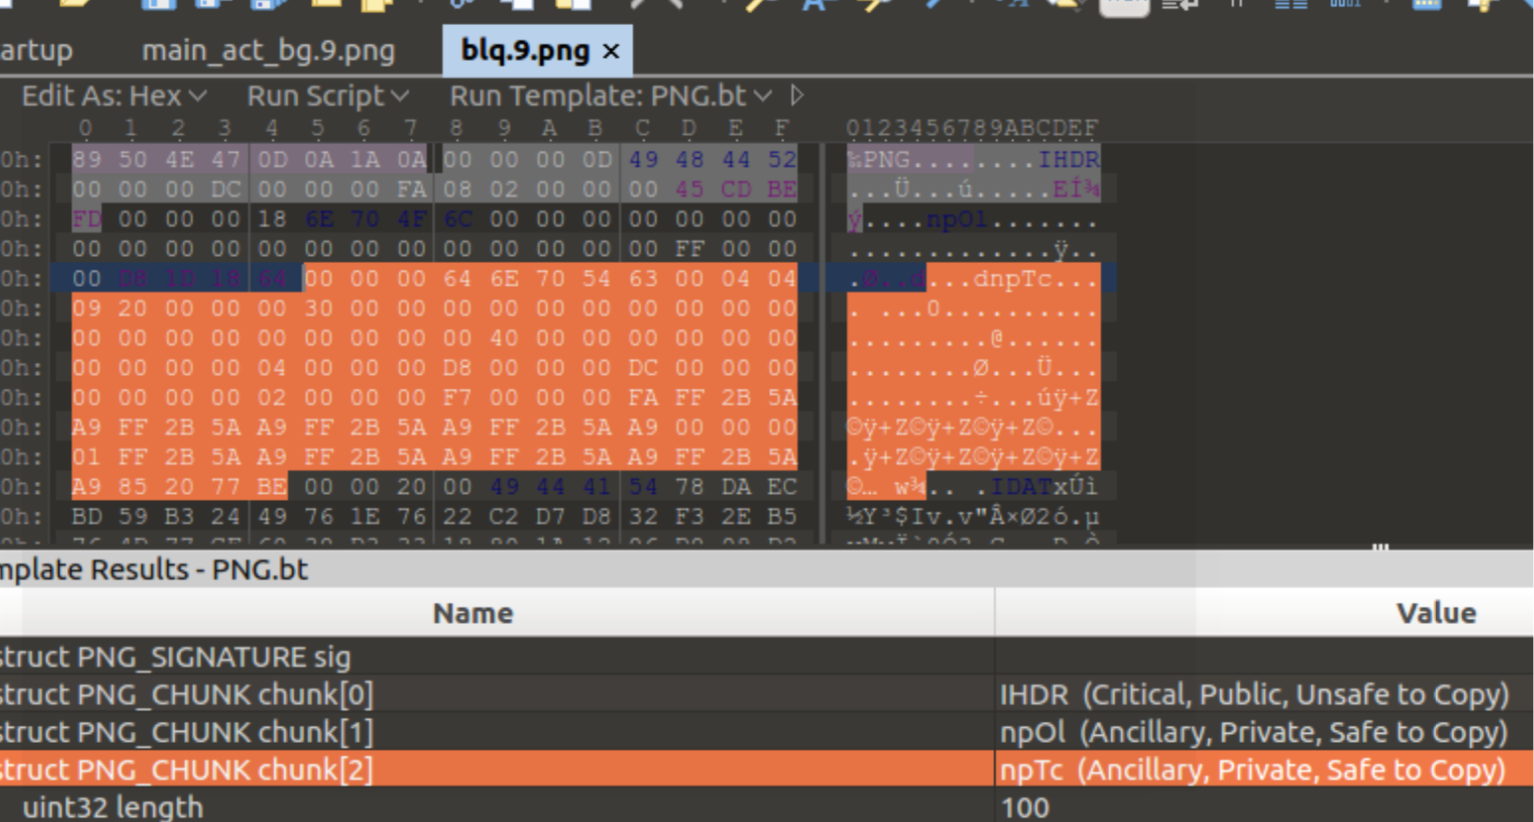 artup main_act_bg.9.png blq.9.png ×
Edit As: Hex Run Script Run Template: PNG.bt
0 1 2 3 4 5 6 7 8 9 A B C D E F 0123456789ABCDEF
0h: 89 50 4E 47 0D 0A 1A 0A 00 00 00 0D 49 48 44 52 ‰PNG........IHDR
0h: 00 00 00 DC 00 00 00 FA 08 02 00 00 00 45 CD BE ...Ü...ú.....EÍ¾
0h: FD 00 00 00 18 6E 70 4F 6C 00 00 00 00 00 00 00 ý....npOl.......
0h: 00 00 00 00 00 00 00 00 00 00 00 00 00 FF 00 00 .............ÿ..
0h: 00 D8 1D 18 64 00 00 00 64 6E 70 54 63 00 04 04 .Ø..d...dnpTc...
0h: 09 20 00 00 00 30 00 00 00 00 00 00 00 00 00 00 . ...0..........
0h: 00 00 00 00 00 00 00 00 00 40 00 00 00 00 00 00 .........@......
0h: 00 00 00 00 04 00 00 00 D8 00 00 00 DC 00 00 00 ........Ø...Ü...
0h: 00 00 00 00 02 00 00 00 F7 00 00 00 FA FF 2B 5A ........÷...úÿ+Z
0h: A9 FF 2B 5A A9 FF 2B 5A A9 FF 2B 5A A9 00 00 00 ©ÿ+Z©ÿ+Z©ÿ+Z©...
0h: 01 FF 2B 5A A9 FF 2B 5A A9 FF 2B 5A A9 FF 2B 5A .ÿ+Z©ÿ+Z©ÿ+Z©ÿ+Z
0h: A9 85 20 77 BE 00 00 20 00 49 44 41 54 78 DA EC ©… w¾.. .IDATxÚì
0h: BD 59 B3 24 49 76 1E 76 22 C2 D7 D8 32 F3 2E B5 ½Y³$Iv.v"Â×Ø2ó.µ
mplate Results - PNG.bt
Name Value
struct PNG_SIGNATURE sig
struct PNG_CHUNK chunk[0] IHDR (Critical, Public, Unsafe to Copy)
struct PNG_CHUNK chunk[1] npOl (Ancillary, Private, Safe to Copy)
struct PNG_CHUNK chunk[2] npTc (Ancillary, Private, Safe to Copy)
uint32 length 100